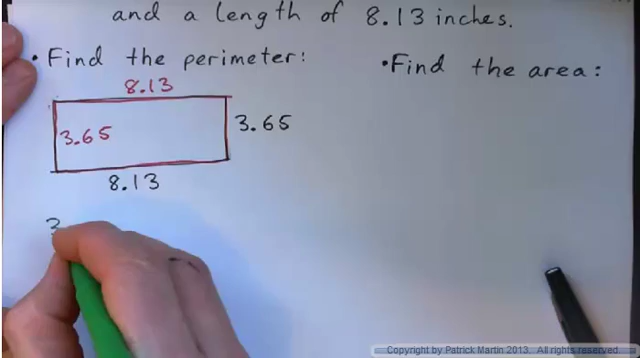 and a length of 8.13 inches.
• Find the perimeter:
• Find the area:
8.13
3.65
3.65
8.13
3
Copyright by Patrick Martin 2013. All rights reserved.